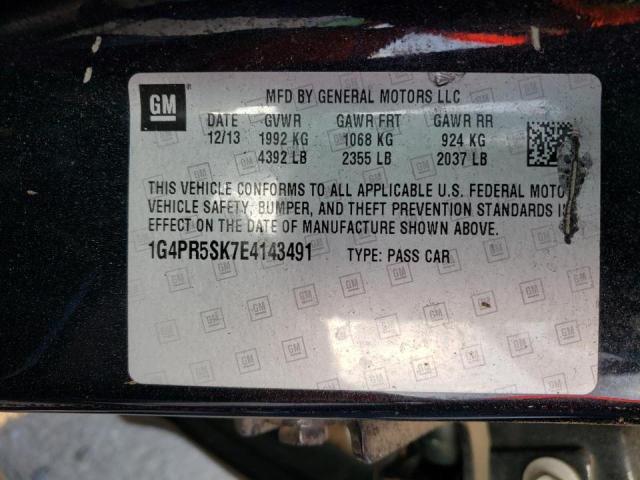 GM MFD BY GENERAL MOTORS LLC
DATE GVWR GAWR FRT GAWR RR
12/13 1992 KG 1068 KG 924 KG
4392 LB 2355 LB 2037 LB
THIS VEHICLE CONFORMS TO ALL APPLICABLE U.S. FEDERAL MOTO
VEHICLE SAFETY, BUMPER, AND THEFT PREVENTION STANDARDS I
EFFECT ON THE DATE OF MANUFACTURE SHOWN ABOVE.
1G4PR5SK7E4143491 TYPE: PASS CAR